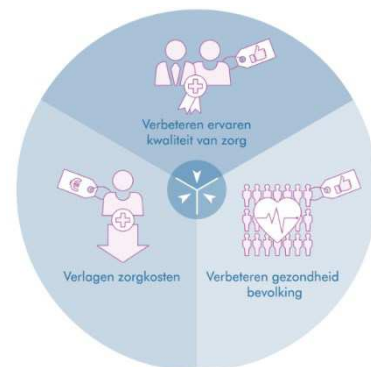 Verbeteren ervaren
kwaliteit van zorg
€
Verlagen zorgkosten
Verbeteren gezondheid
bevolking